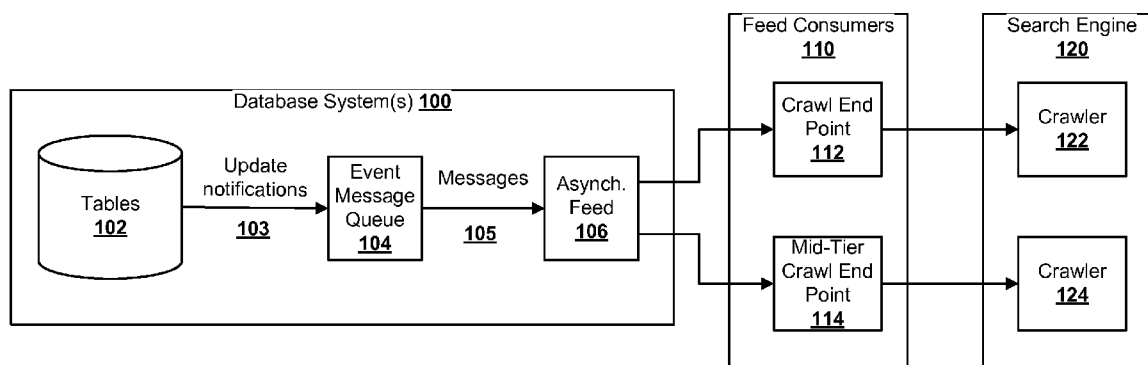 Feed Consumers
110
Search Engine
120
Database System(s) 100
Tables
102
Update
notifications
103
Event
Message
Queue
104
Messages
105
Asynch.
Feed
106
Crawl End
Point
112
Mid-Tier
Crawl End
Point
114
Crawler
122
Crawler
124